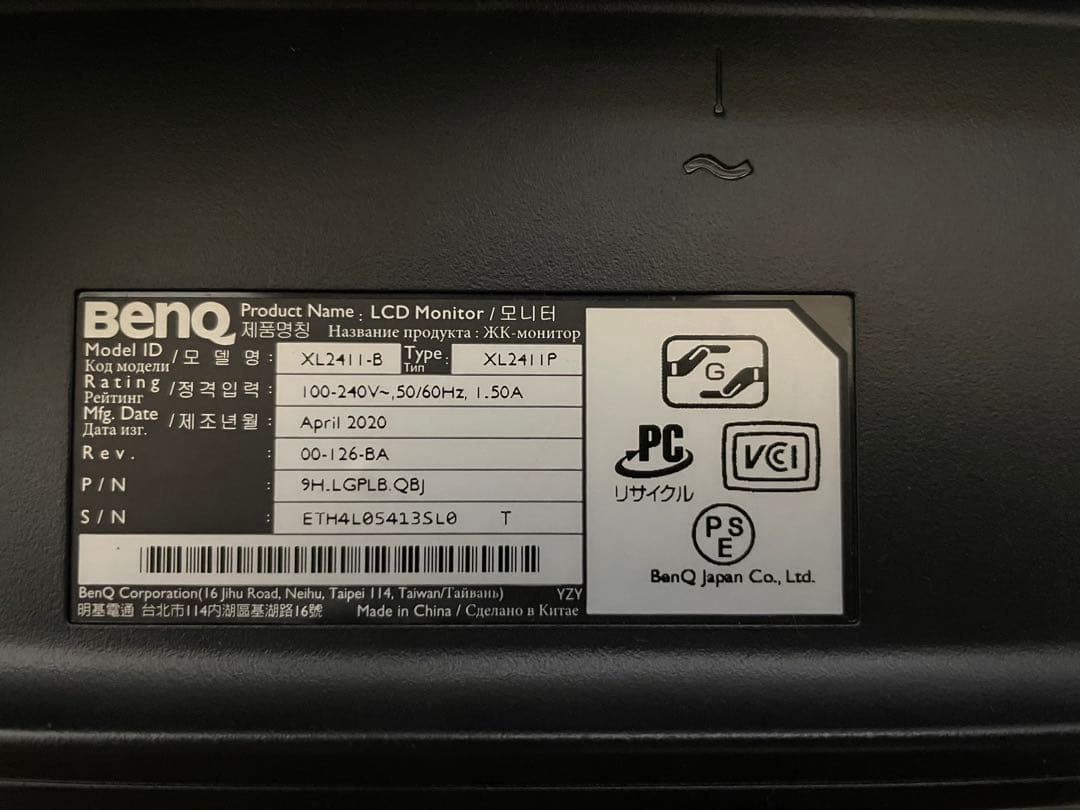 BenQ
Product Name : LCD Monitor / 모니터
제품명칭 Название продукта : ЖК-монитор
Model ID / 모 델 명 : XL2411-B Type : XL2411P
Код модели Тип
Rating / 정격입력 : 100-240V~,50/60Hz, 1.50A
Рейтинг
Mfg. Date / 제조년월 : April 2020
Дата изг.
Rev. : 00-126-BA
P/N : 9H.LGPLB.QBJ
S/N : ETH4L05413SL0 T
BenQ Corporation(16 Jihu Road, Neihu, Taipei 114, Taiwan/Тайвань) YZY
明基電通 台北市114內湖區基湖路16號 Made in China / Сделано в Китае
G
PC
リサイクル
VCCI
PSE
BenQ Japan Co., Ltd.